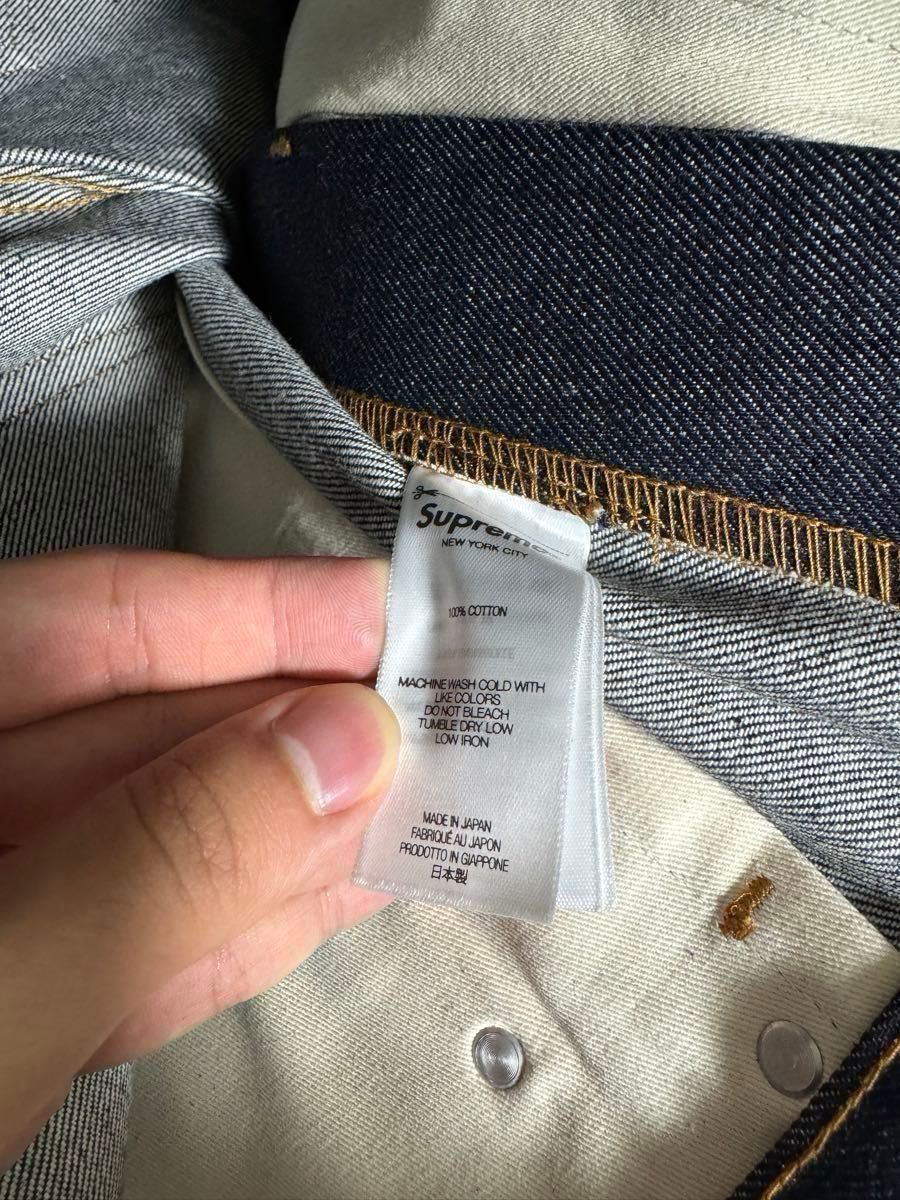 Supreme
NEW YORK CITY
100% COTTON
MACHINE WASH COLD WITH
LIKE COLORS
DO NOT BLEACH
TUMBLE DRY LOW
LOW IRON
MADE IN JAPAN
FABRIQUÉ AU JAPON
PRODOTTO IN GIAPPONE
日本製